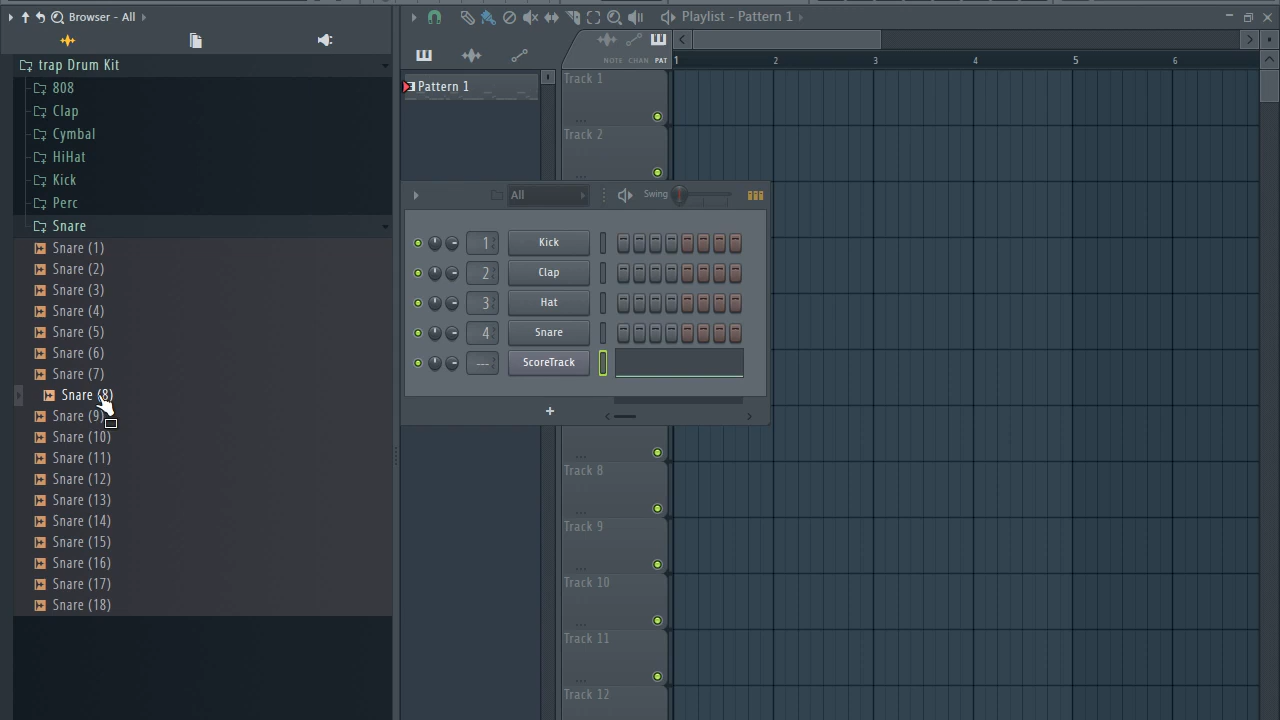 Browser - All
Playlist - Pattern 1
trap Drum Kit
808
Clap
Cymbal
HiHat
Kick
Perc
Snare
Snare (1)
Snare (2)
Snare (3)
Snare (4)
Snare (5)
Snare (6)
Snare (7)
Snare (8)
Snare (9)
Snare (10)
Snare (11)
Snare (12)
Snare (13)
Snare (14)
Snare (15)
Snare (16)
Snare (17)
Snare (18)
NOTE CHAN PAT
1 2 3 4 5 6
Pattern 1
Track 1
...
Track 2
...
All
Swing
1 Kick
2 Clap
3 Hat
4 Snare
--- ScoreTrack
+
...
Track 8
...
Track 9
...
Track 10
...
Track 11
...
Track 12